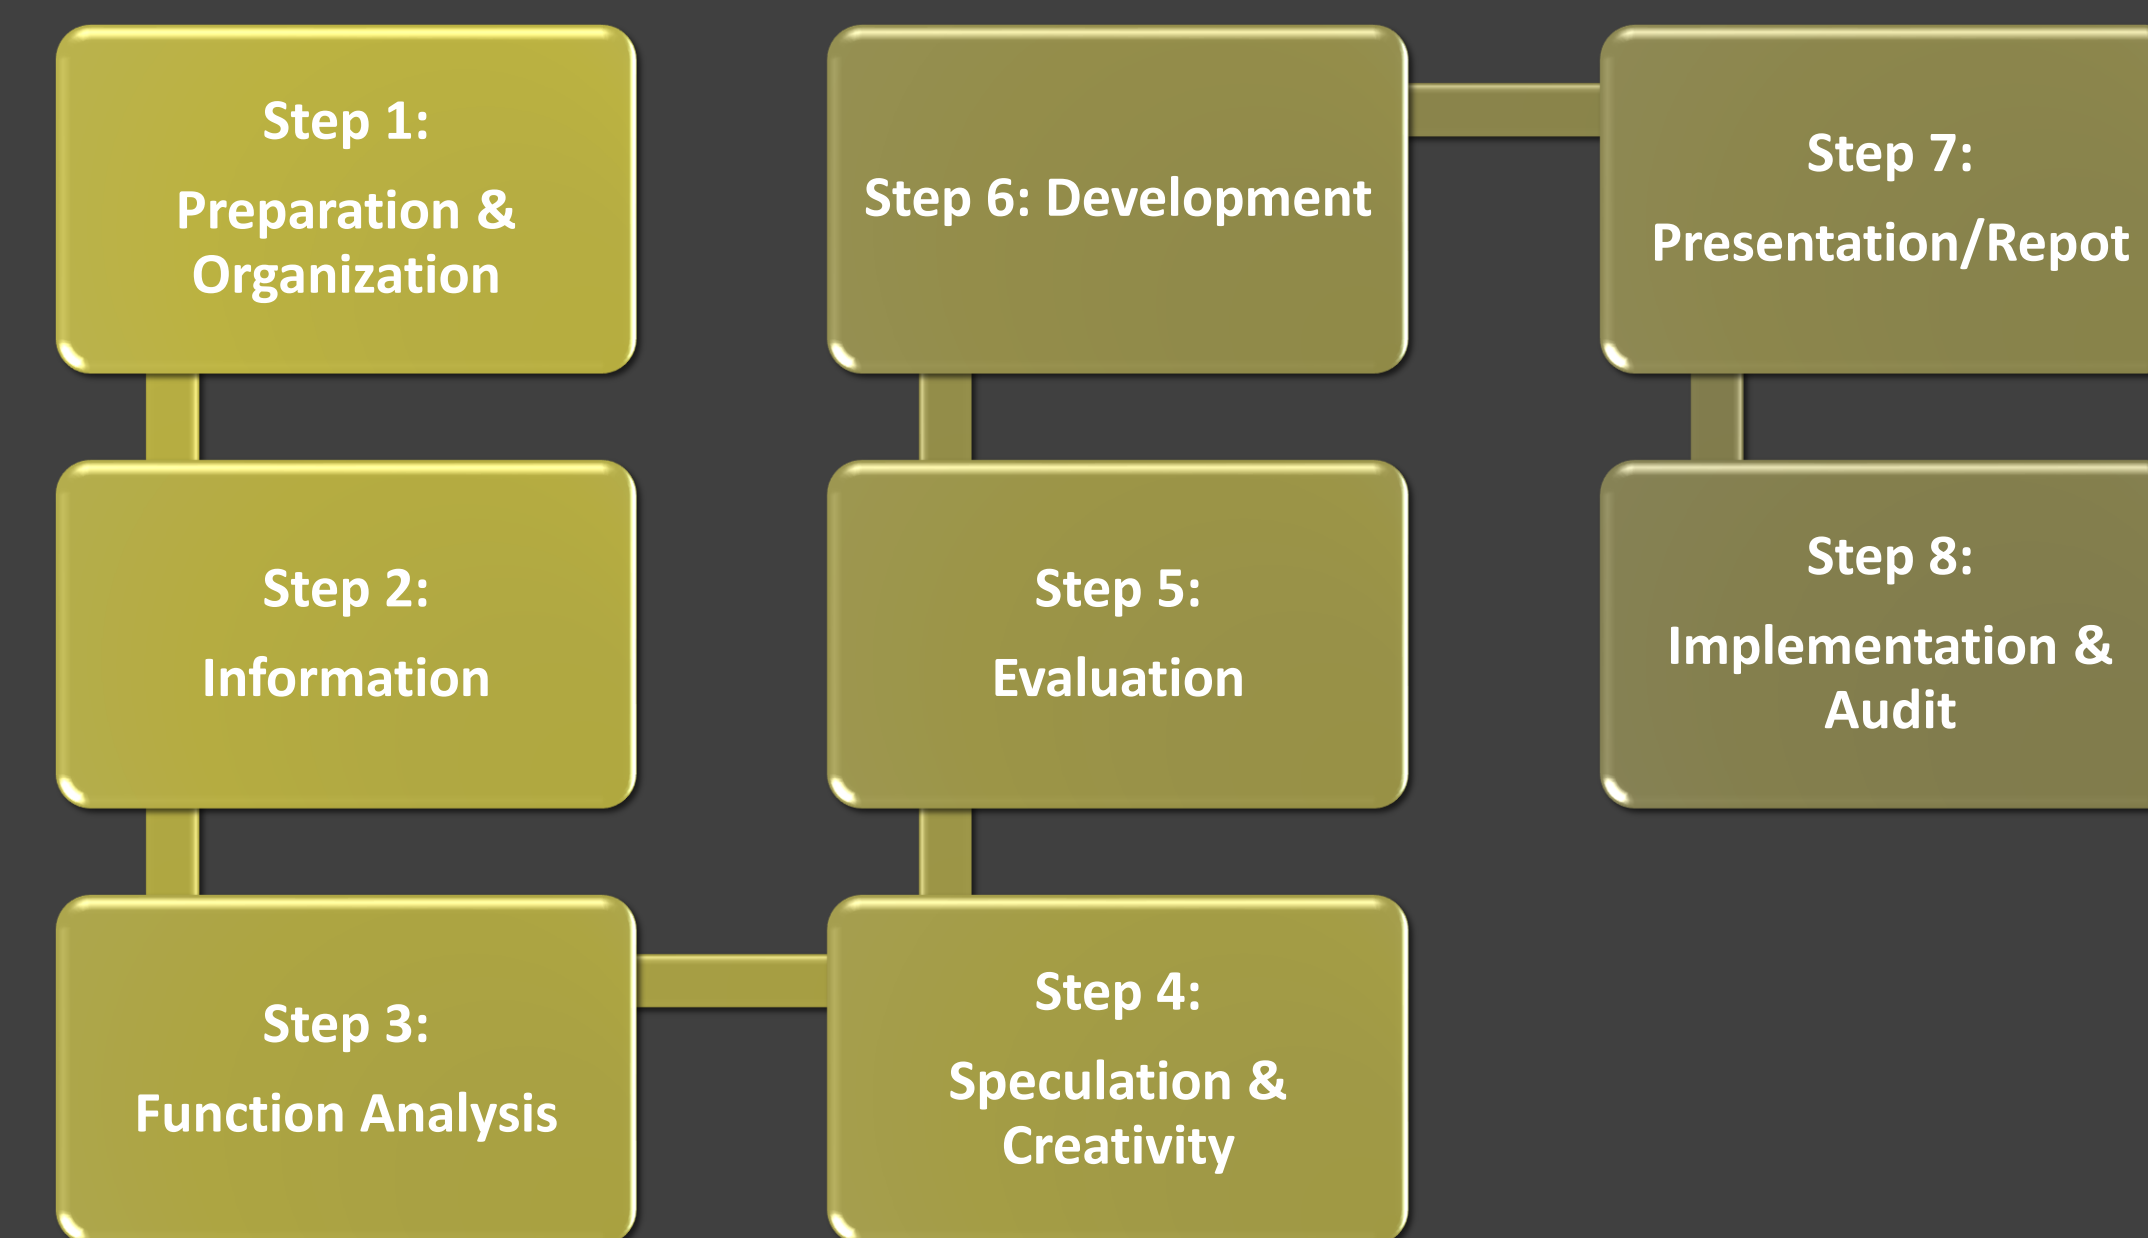 Step 1:
Preparation &
Organization
Step 2:
Information
Step 3:
Function Analysis
Step 4:
Speculation &
Creativity
Step 5:
Evaluation
Step 6: Development
Step 7:
Presentation/Repot
Step 8:
Implementation &
Audit